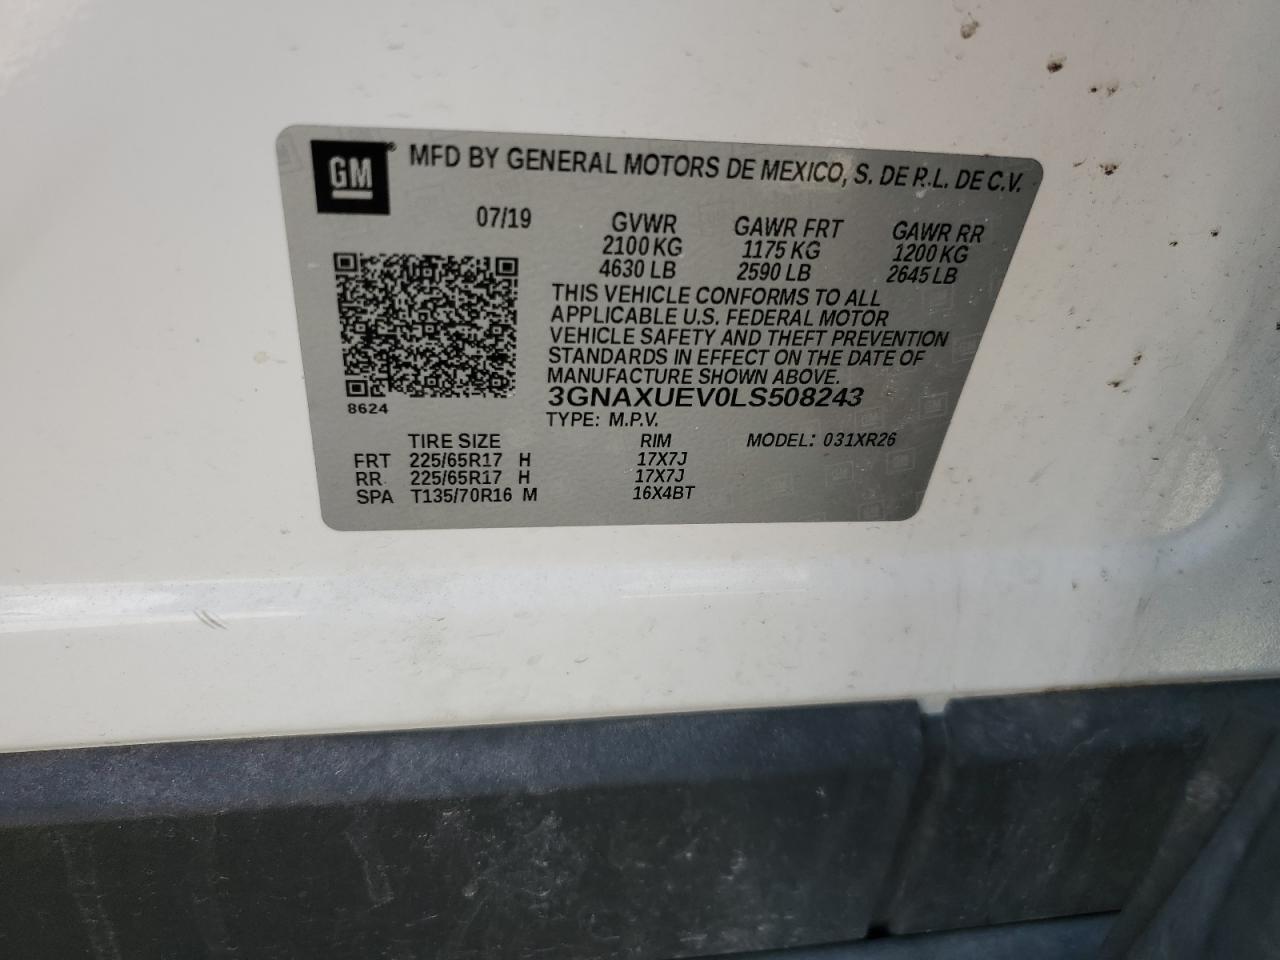 GM® MFD BY GENERAL MOTORS DE MEXICO, S. DE R.L. DE C.V.
07/19 GVWR GAWR FRT GAWR RR
2100 KG 1175 KG 1200 KG
4630 LB 2590 LB 2645 LB
THIS VEHICLE CONFORMS TO ALL
APPLICABLE U.S. FEDERAL MOTOR
VEHICLE SAFETY AND THEFT PREVENTION
STANDARDS IN EFFECT ON THE DATE OF
MANUFACTURE SHOWN ABOVE.
3GNAXUEV0LS508243
8624
TYPE: M.P.V.
TIRE SIZE RIM MODEL: 031XR26
FRT 225/65R17 H 17X7J
RR 225/65R17 H 17X7J
SPA T135/70R16 M 16X4BT